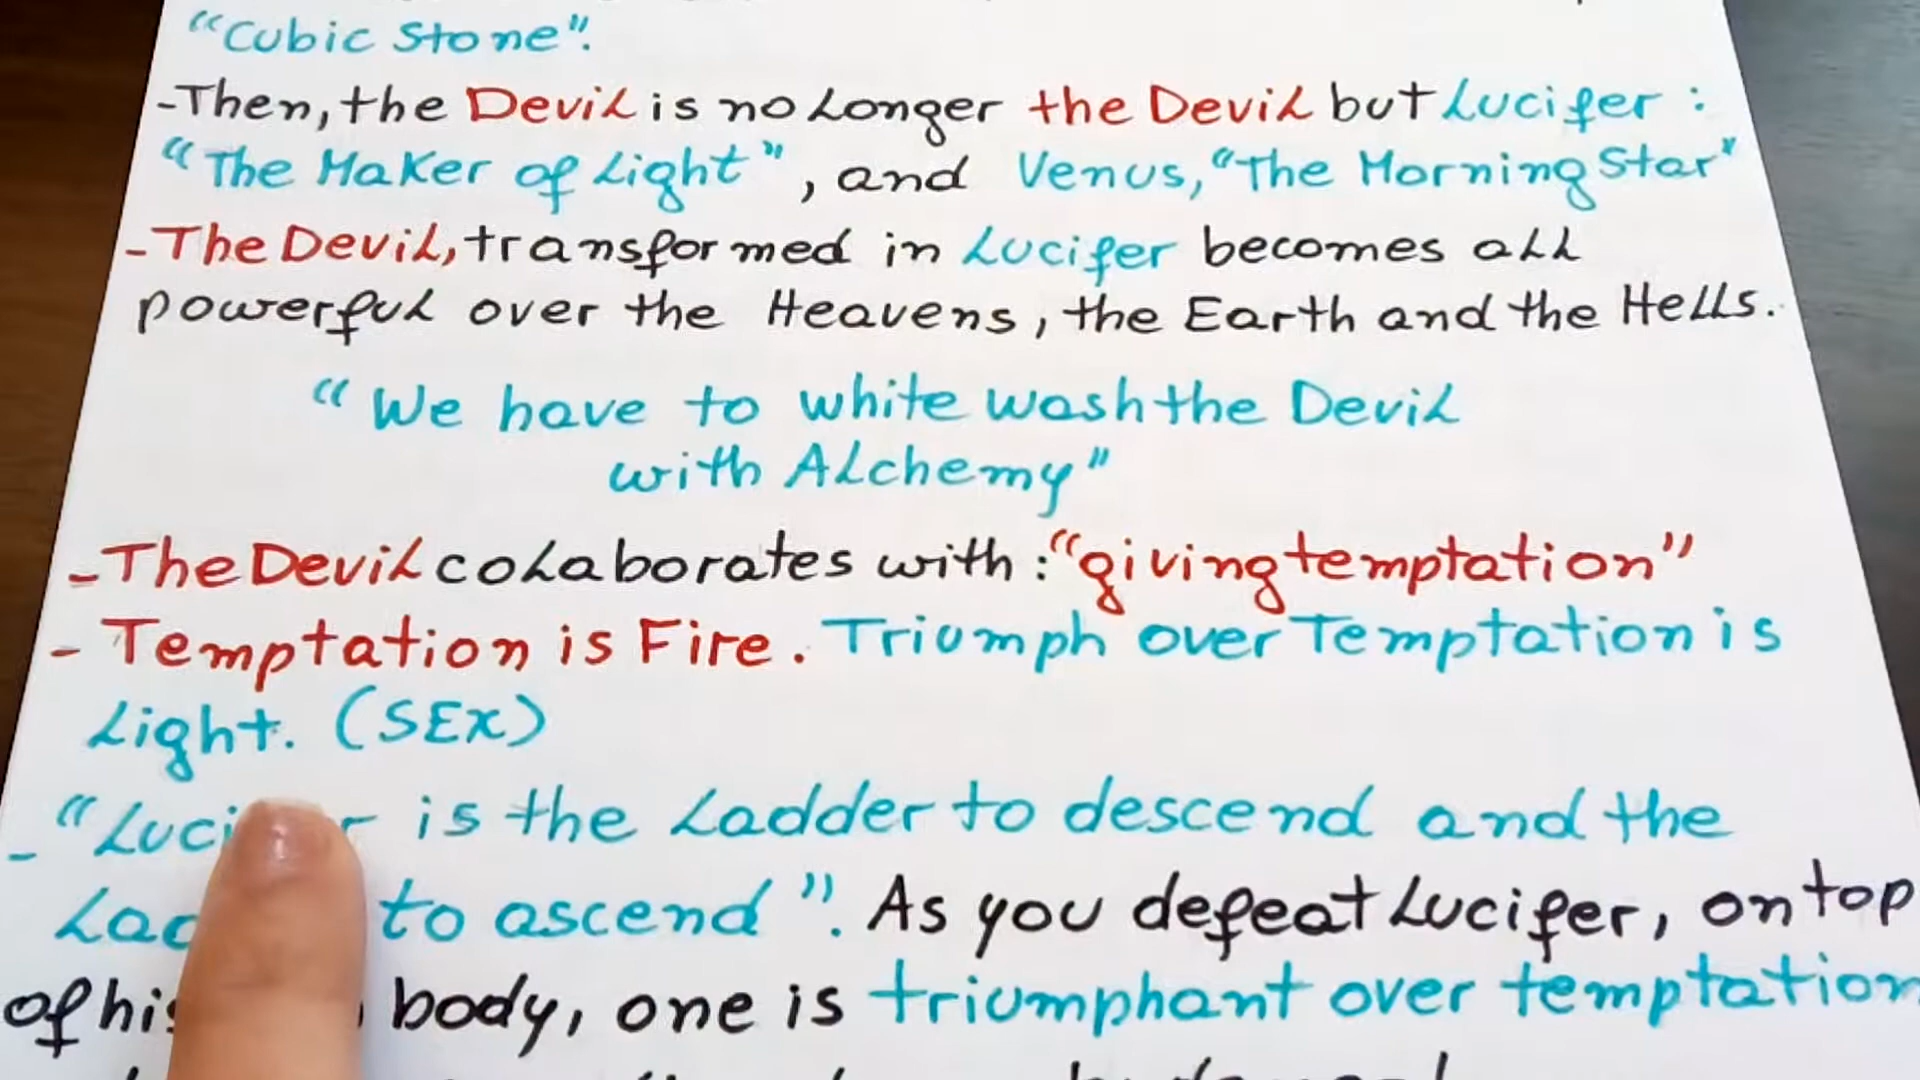 "Cubic Stone".
-Then, the Devil is no Longer the Devil but Lucifer :
"The Maker of Light", and Venus, "The Morning Star"
-The Devil, transformed in Lucifer becomes all
powerful over the Heavens, the Earth and the Hells.
"We have to white wash the Devil
with Alchemy"
-The Devil colaborates with: "giving temptation"
- Temptation is Fire. Triumph over Temptation is
Light. (SEX)
- " is the Ladder to descend and the
to ascend". As you defeat Lucifer, on top
of body, one is triumphant over temptation